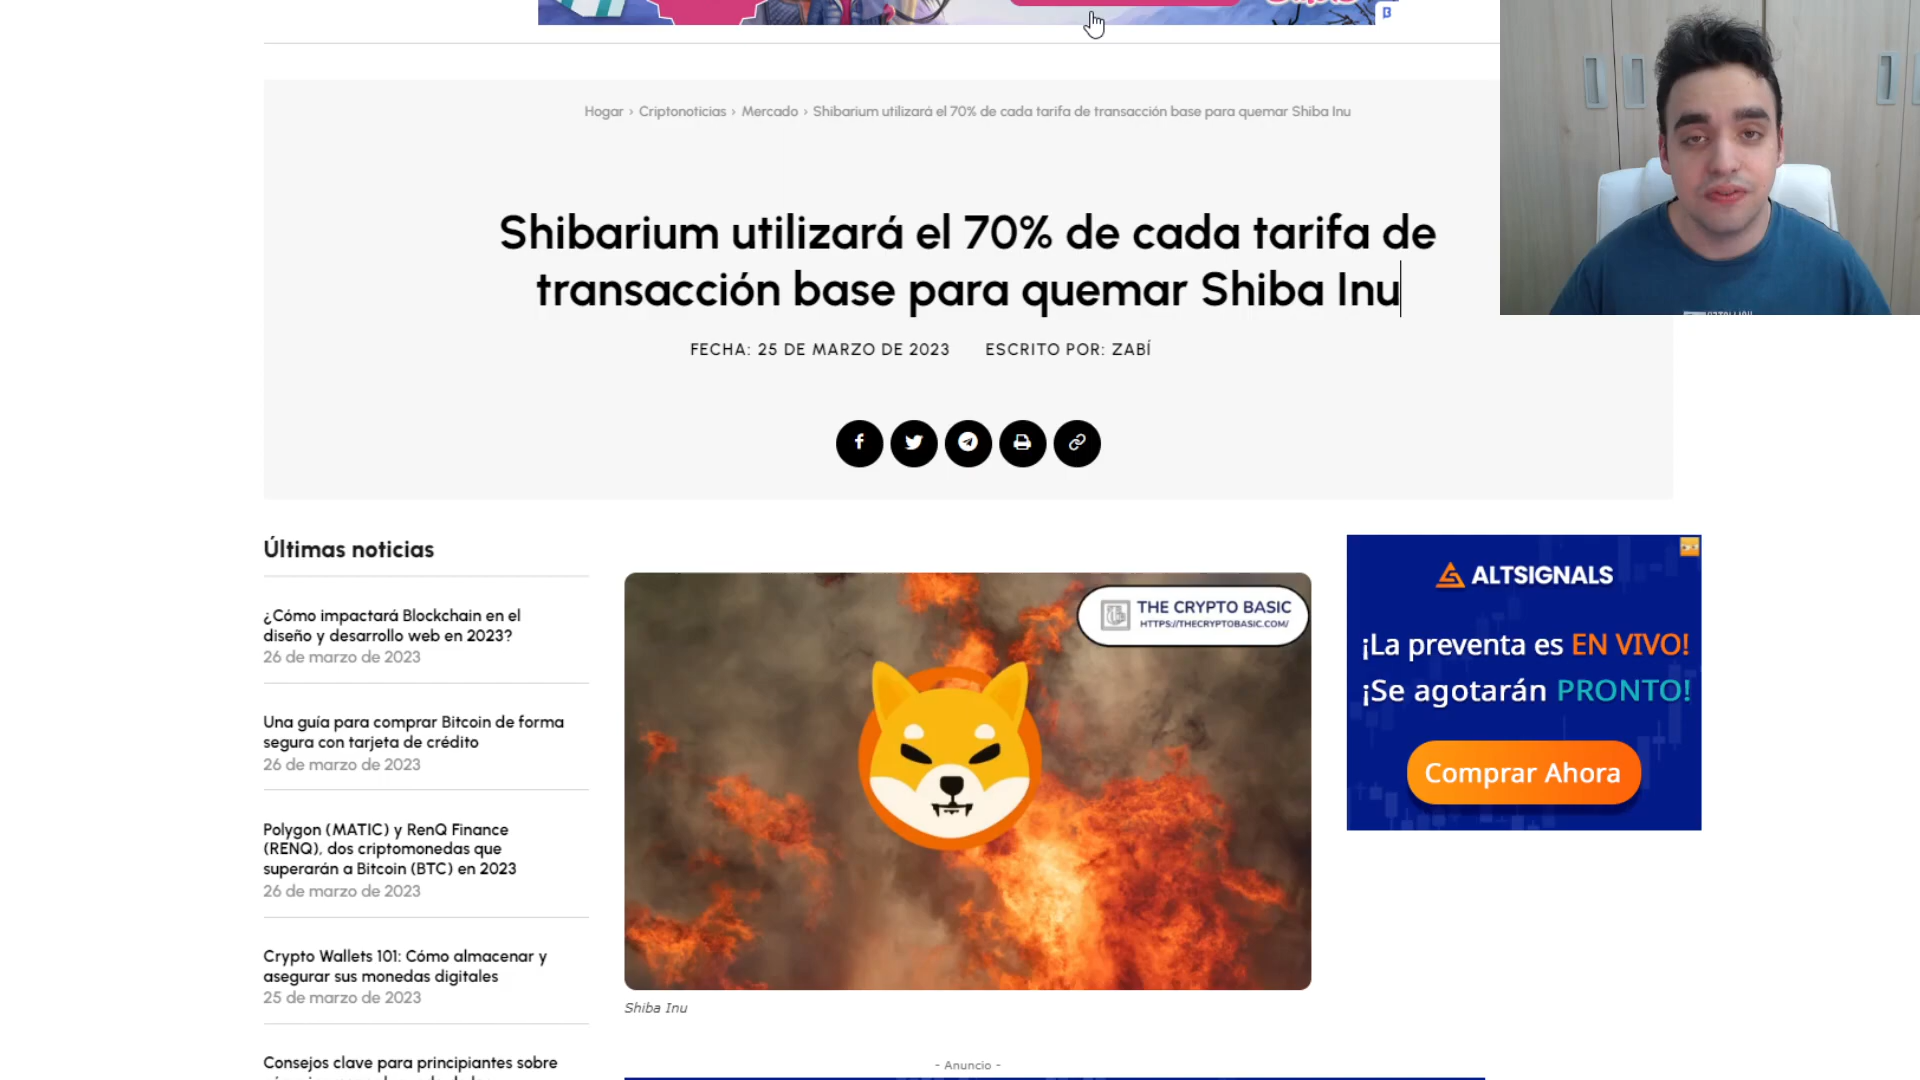 Hogar › Criptonoticias › Mercado › Shibarium utilizará el 70% de cada tarifa de transacción base para quemar Shiba Inu
Shibarium utilizará el 70% de cada tarifa de
transacción base para quemar Shiba Inu
FECHA: 25 DE MARZO DE 2023 ESCRITO POR: ZABÍ
Últimas noticias
¿Cómo impactará Blockchain en el
diseño y desarrollo web en 2023?
26 de marzo de 2023
Una guía para comprar Bitcoin de forma
segura con tarjeta de crédito
26 de marzo de 2023
Polygon (MATIC) y RenQ Finance
(RENQ), dos criptomonedas que
superarán a Bitcoin (BTC) en 2023
26 de marzo de 2023
Crypto Wallets 101: Cómo almacenar y
asegurar sus monedas digitales
25 de marzo de 2023
Consejos clave para principiantes sobre
THE CRYPTO BASIC
HTTPS://THECRYPTOBASIC.COM/
Shiba Inu
- Anuncio -
ALTSIGNALS
¡La preventa es EN VIVO!
¡Se agotarán PRONTO!
Comprar Ahora